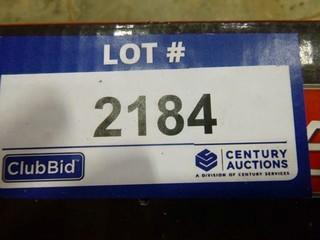 LOT #
2184
ClubBid
CENTURY
AUCTIONS
A DIVISION OF CENTURY SERVICES